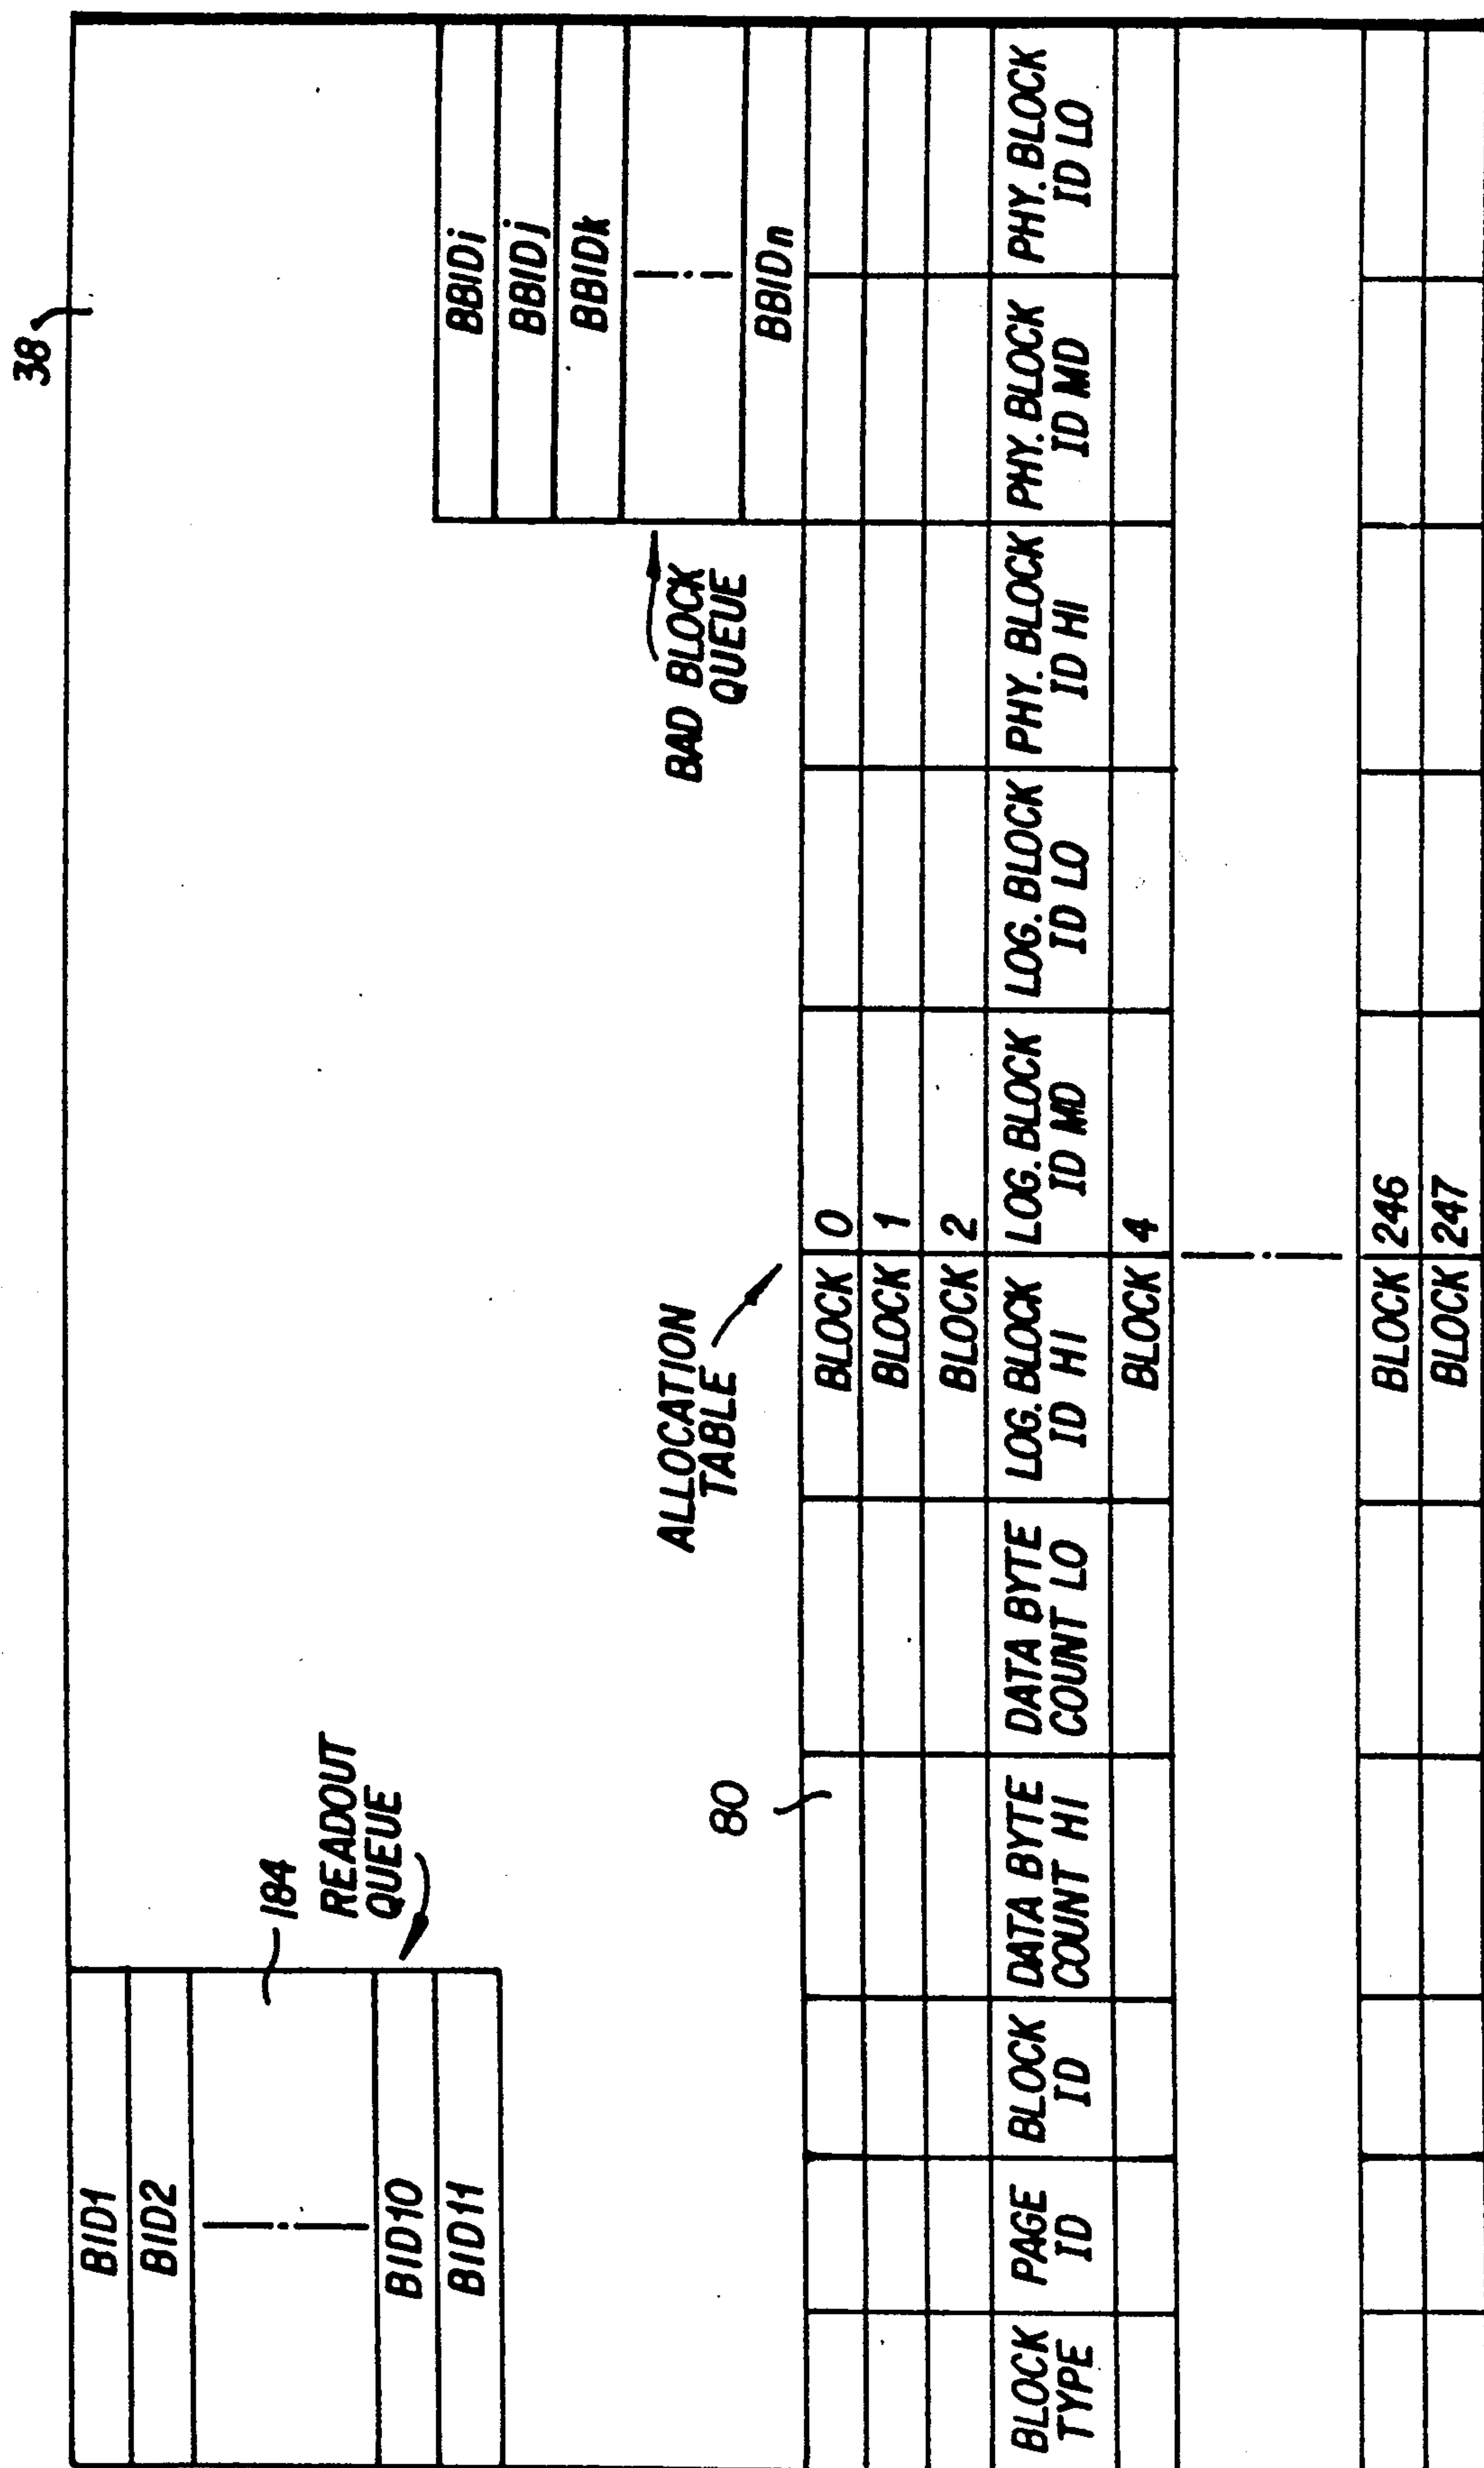 38
BID1
BID2
BID10
BID11
184
READOUT
QUEUE
BBIDi
BBIDj
BBIDk
BBIDn
BAD BLOCK
QUEUE
ALLOCATION
TABLE
80
BLOCK 0
BLOCK 1
BLOCK 2
BLOCK
TYPE
PAGE
ID
BLOCK
ID
DATA BYTE
COUNT HI
DATA BYTE
COUNT LO
LOG. BLOCK
ID HI
LOG. BLOCK
ID MD
LOG. BLOCK
ID LO
PHY. BLOCK
ID HI
PHY. BLOCK
ID MD
PHY. BLOCK
ID LO
BLOCK 4
BLOCK 246
BLOCK 247